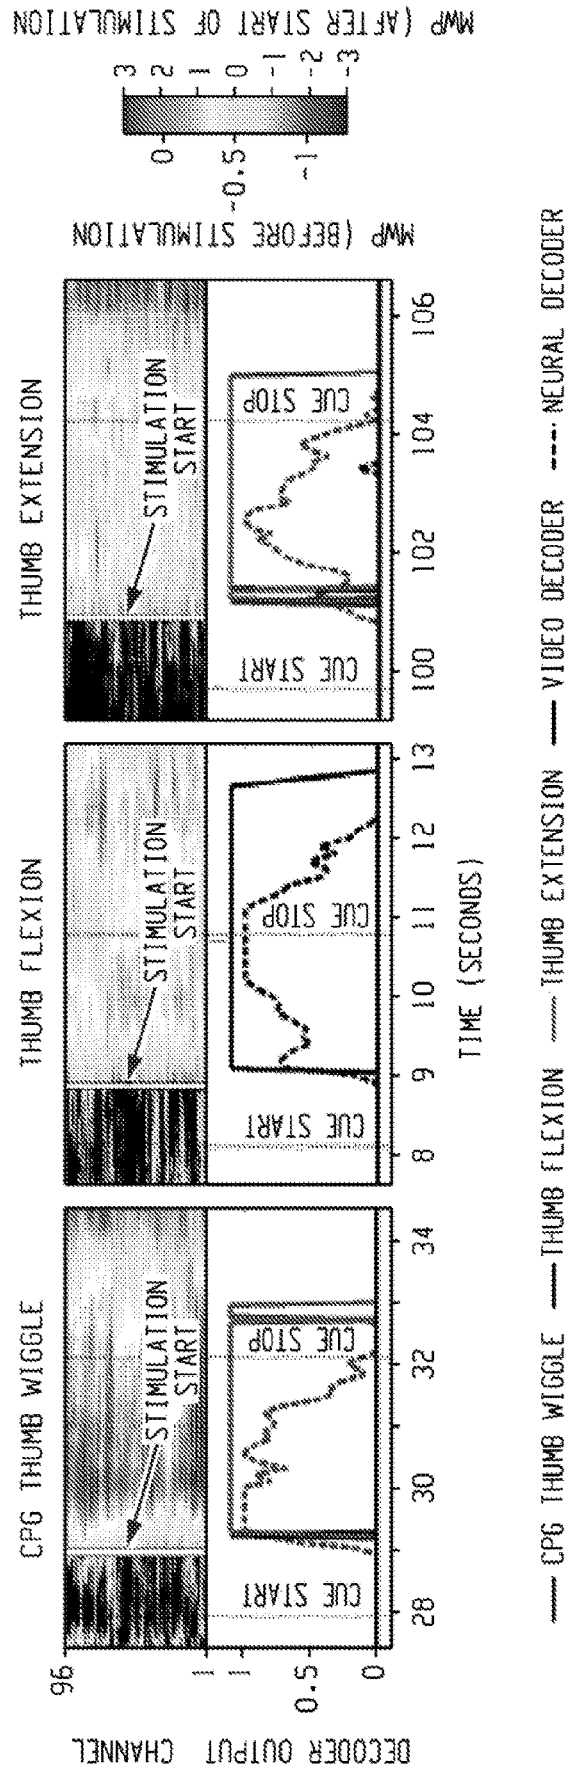 CPG THUMB WIGGLE
THUMB FLEXION
THUMB EXTENSION
CHANNEL
96
1
STIMULATION
START
STIMULATION
START
STIMULATION
START
MWP (BEFORE STIMULATION
0
-0.5
-1
3
2
1
0
-1
-2
-3
MWP (AFTER START OF STIMULATION
DECODER OUTPUT
1
0.5
0
CUE START
CUE STOP
CUE START
CUE STOP
CUE START
CUE STOP
28 30 32 34
8 9 10 11 12 13
100 102 104 106
TIME (SECONDS)
CPG THUMB WIGGLE THUMB FLEXION THUMB EXTENSION VIDEO DECODER NEURAL DECODER